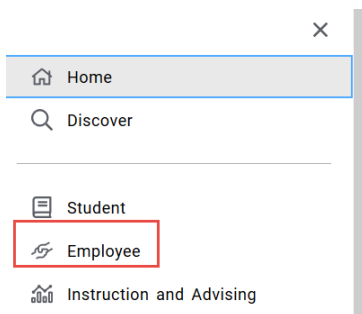 Home
Discover
Student
Employee
Instruction and Advising